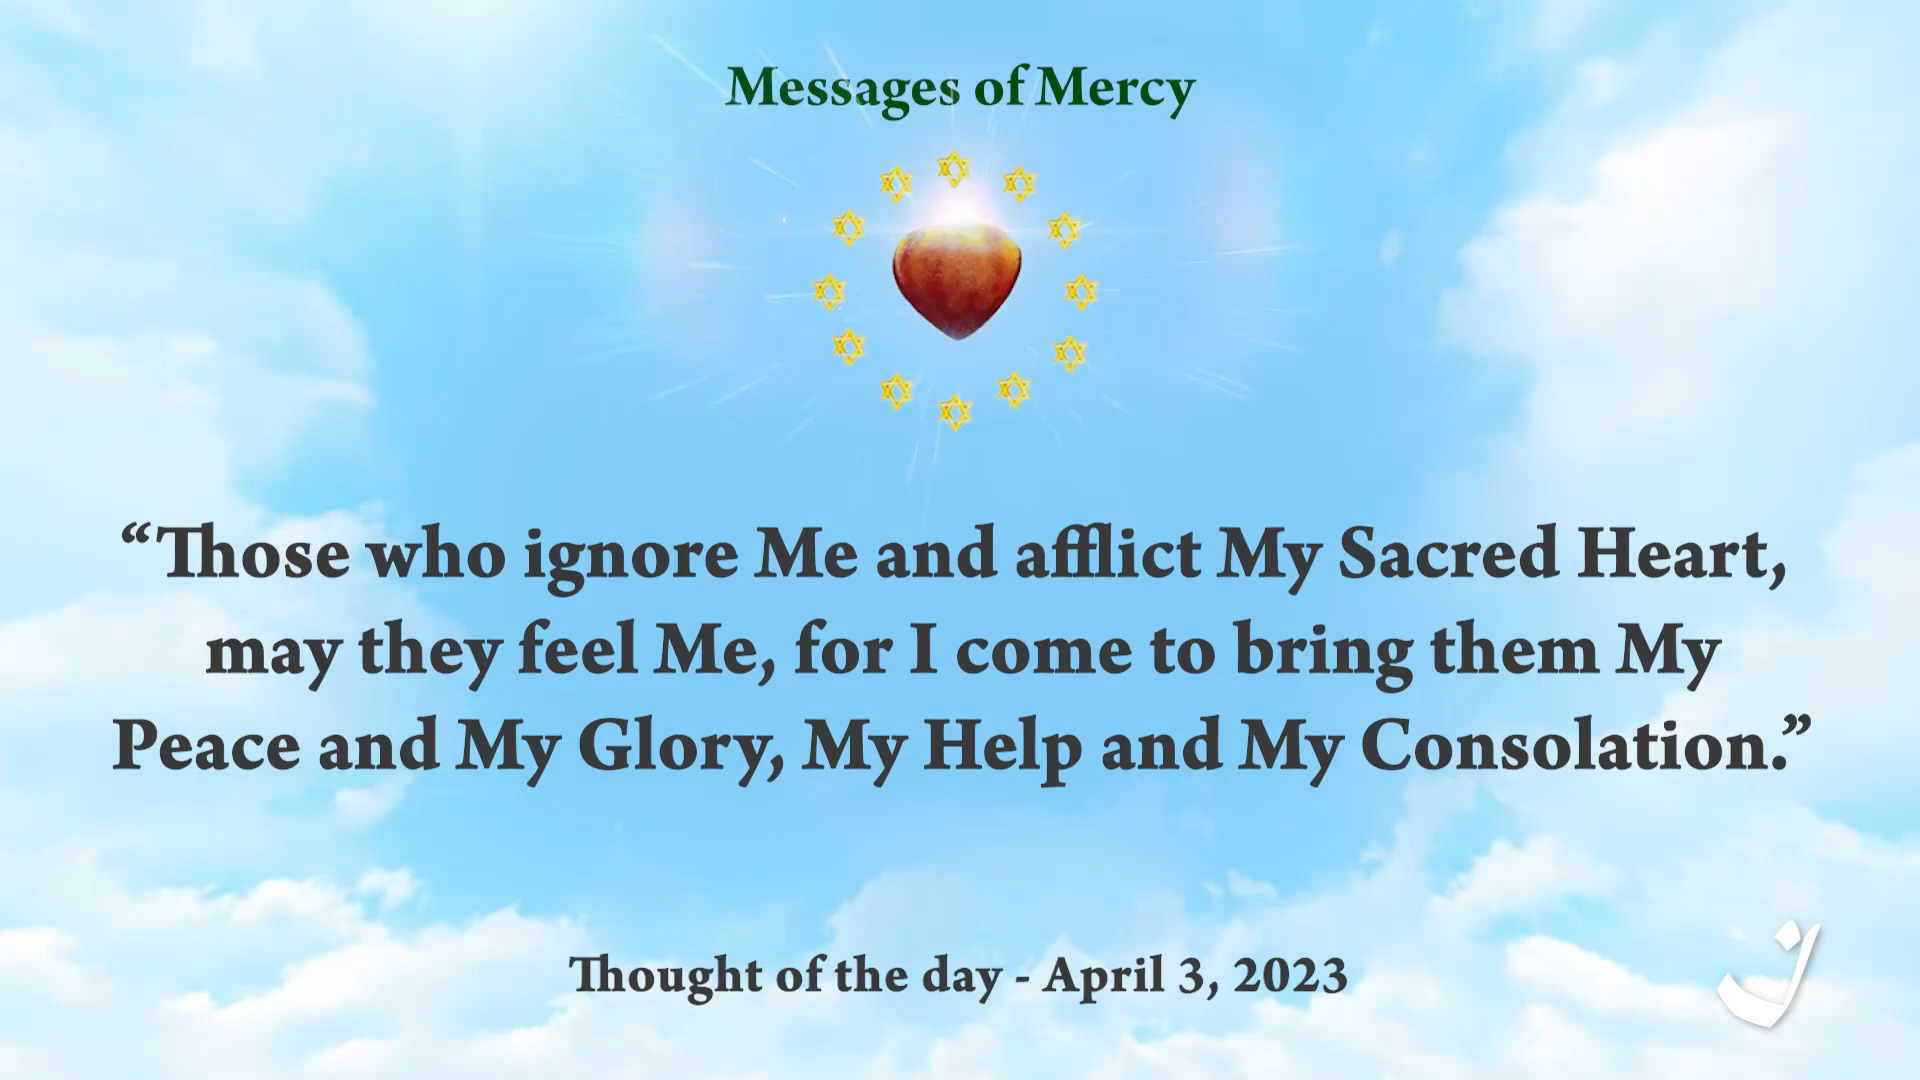 Messages of Mercy
“Those who ignore Me and afflict My Sacred Heart,
may they feel Me, for I come to bring them My
Peace and My Glory, My Help and My Consolation.”
Thought of the day - April 3, 2023